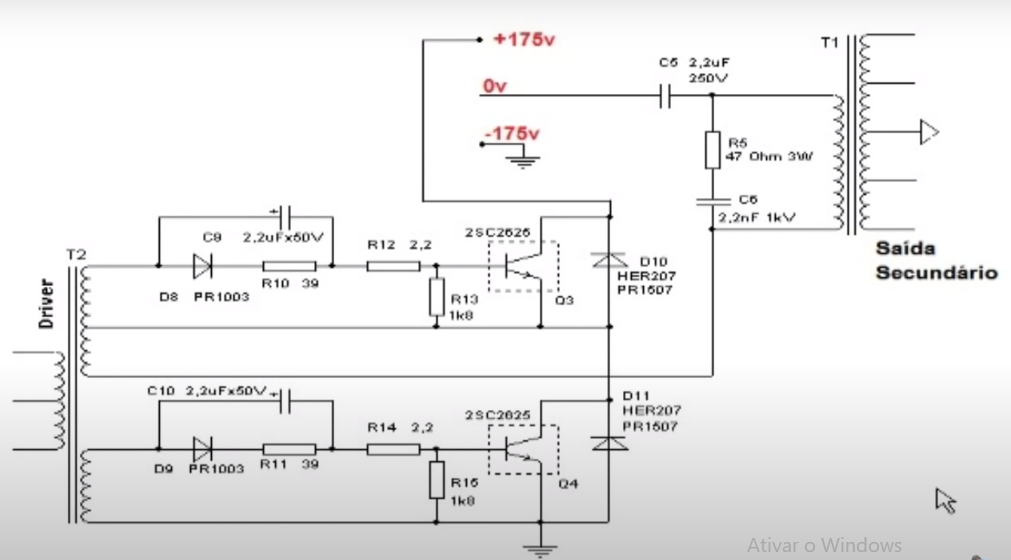 +175v
T1
C5 2,2uF
250V
0v
-175v
R5
47 Ohm 3W
C6
2,2nF 1kV
Saída
Secundário
T2
C9 2,2uFx50V
R12 2,2
2SC2625
D10
HER207
PR1507
D8 PR1003
R10 39
R13
1k8
Q3
Driver
C10 2,2uFx50V
R14 2,2
2SC2625
D11
HER207
PR1507
D9 PR1003
R11 39
R15
1k8
Q4
Ativar o Windows